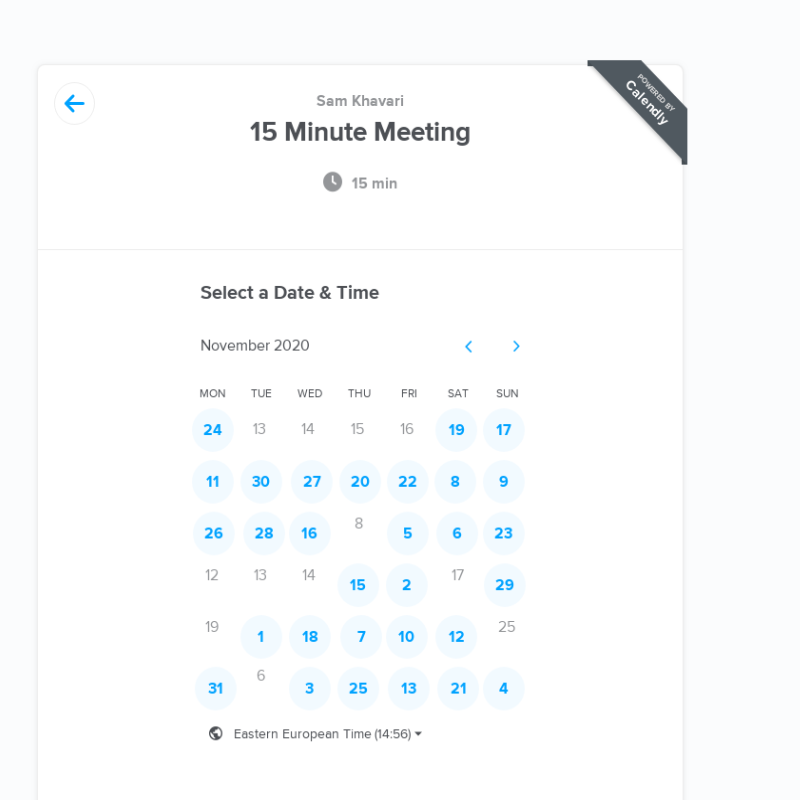 POWERED BY
Calendly
Sam Khavari
15 Minute Meeting
15 min
Select a Date & Time
November 2020
MON TUE WED THU FRI SAT SUN
24 13 14 15 16 19 17
11 30 27 20 22 8 9
26 28 16 8 5 6 23
12 13 14 15 2 17 29
19 1 18 7 10 12 25
31 6 3 25 13 21 4
Eastern European Time (14:56)